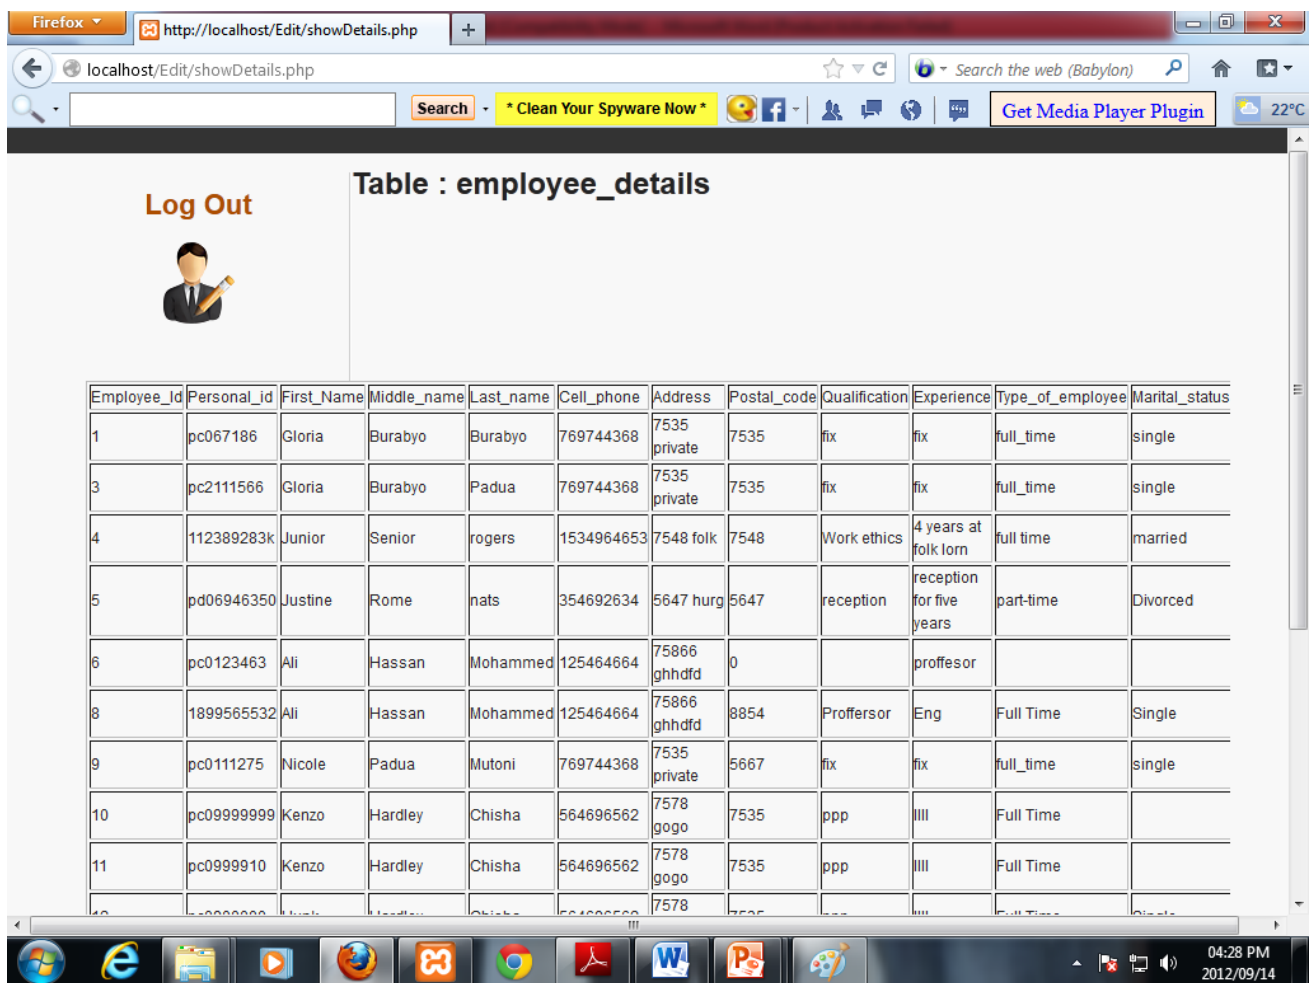 Firefox
http://localhost/Edit/showDetails.php
localhost/Edit/showDetails.php
Search the web (Babylon)
Search
* Clean Your Spyware Now *
Get Media Player Plugin
22°C
Log Out
Table : employee_details
Employee_Id Personal_id First_Name Middle_name Last_name Cell_phone Address Postal_code Qualification Experience Type_of_employee Marital_status
1 pc067186 Gloria Burabyo Burabyo 769744368 7535 private 7535 fix fix full_time single
3 pc2111566 Gloria Burabyo Padua 769744368 7535 private 7535 fix fix full_time single
4 112389283k Junior Senior rogers 1534964653 7548 folk 7548 Work ethics 4 years at folk lorn full time married
5 pd06946350 Justine Rome nats 354692634 5647 hurg 5647 reception reception for five years part-time Divorced
6 pc0123463 Ali Hassan Mohammed 125464664 75866 ghhdfd 0 proffesor
8 1899565532 Ali Hassan Mohammed 125464664 75866 ghhdfd 8854 Proffersor Eng Full Time Single
9 pc0111275 Nicole Padua Mutoni 769744368 7535 private 5667 fix fix full_time single
10 pc09999999 Kenzo Hardley Chisha 564696562 7578 gogo 7535 ppp llll Full Time
11 pc0999910 Kenzo Hardley Chisha 564696562 7578 gogo 7535 ppp llll Full Time
7578
04:28 PM
2012/09/14